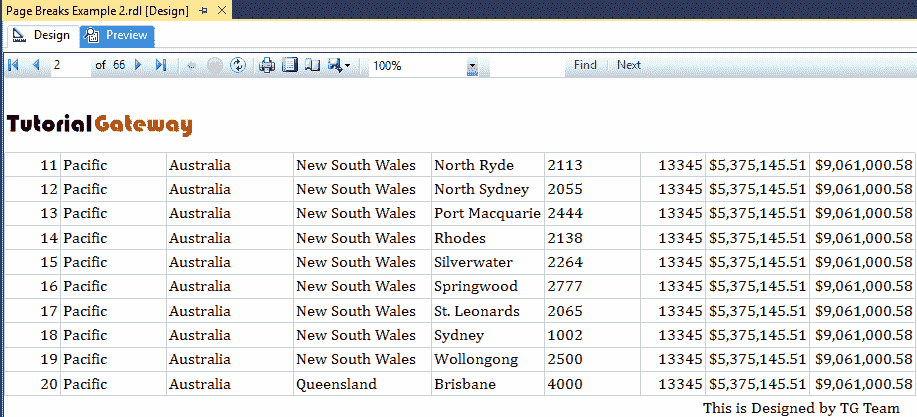 Page Breaks Example 2.rdl [Design]
Design Preview
2 of 66 100% Find Next
TutorialGateway
11 Pacific Australia New South Wales North Ryde 2113 13345 $5,375,145.51 $9,061,000.58
12 Pacific Australia New South Wales North Sydney 2055 13345 $5,375,145.51 $9,061,000.58
13 Pacific Australia New South Wales Port Macquarie 2444 13345 $5,375,145.51 $9,061,000.58
14 Pacific Australia New South Wales Rhodes 2138 13345 $5,375,145.51 $9,061,000.58
15 Pacific Australia New South Wales Silverwater 2264 13345 $5,375,145.51 $9,061,000.58
16 Pacific Australia New South Wales Springwood 2777 13345 $5,375,145.51 $9,061,000.58
17 Pacific Australia New South Wales St. Leonards 2065 13345 $5,375,145.51 $9,061,000.58
18 Pacific Australia New South Wales Sydney 1002 13345 $5,375,145.51 $9,061,000.58
19 Pacific Australia New South Wales Wollongong 2500 13345 $5,375,145.51 $9,061,000.58
20 Pacific Australia Queensland Brisbane 4000 13345 $5,375,145.51 $9,061,000.58
This is Designed by TG Team